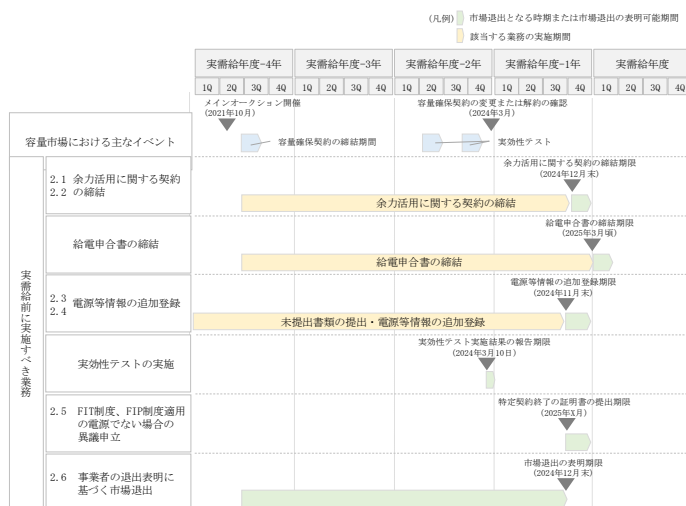 (凡例) 市場退出となる時期または市場退出の表明可能期間
該当する業務の実施期間
実需給年度-4年 実需給年度-3年 実需給年度-2年 実需給年度-1年 実需給年度
1Q 2Q 3Q 4Q 1Q 2Q 3Q 4Q 1Q 2Q 3Q 4Q 1Q 2Q 3Q 4Q 1Q 2Q 3Q 4Q
メインオークション開催
(2021年10月)
容量確保契約の変更または解約の確認
(2024年3月)
容量市場における主なイベント
容量確保契約の締結期間
実効性テスト
実需給前に実施すべき業務
2.1 余力活用に関する契約
2.2 の締結
余力活用に関する契約の締結期限
(2024年12月末)
余力活用に関する契約の締結
給電申合書の締結
給電申合書の締結期限
(2025年3月頃)
給電申合書の締結
2.3 電源等情報の追加登録
2.4
電源等情報の追加登録期限
(2024年11月末)
未提出書類の提出・電源等情報の追加登録
実効性テストの実施
実効性テスト実施結果の報告期限
(2024年3月10日)
2.5 FIT制度、FIP制度適用
の電源でない場合の
異議申立
特定契約終了の証明書の提出期限
(2025年X月)
2.6 事業者の退出表明に
基づく市場退出
市場退出の表明期限
(2024年12月末)